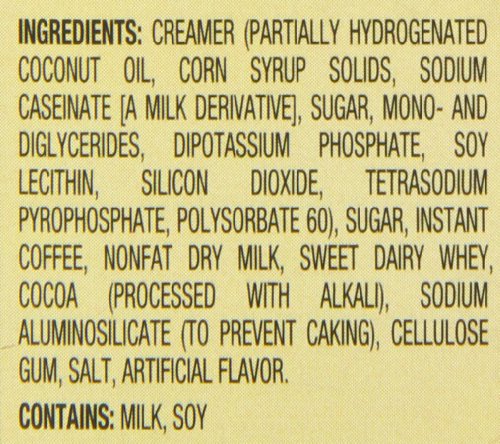 INGREDIENTS: CREAMER (PARTIALLY HYDROGENATED
COCONUT OIL, CORN SYRUP SOLIDS, SODIUM
CASEINATE [A MILK DERIVATIVE], SUGAR, MONO- AND
DIGLYCERIDES, DIPOTASSIUM PHOSPHATE, SOY
LECITHIN, SILICON DIOXIDE, TETRASODIUM
PYROPHOSPHATE, POLYSORBATE 60), SUGAR, INSTANT
COFFEE, NONFAT DRY MILK, SWEET DAIRY WHEY,
COCOA (PROCESSED WITH ALKALI), SODIUM
ALUMINOSILICATE (TO PREVENT CAKING), CELLULOSE
GUM, SALT, ARTIFICIAL FLAVOR.
CONTAINS: MILK, SOY